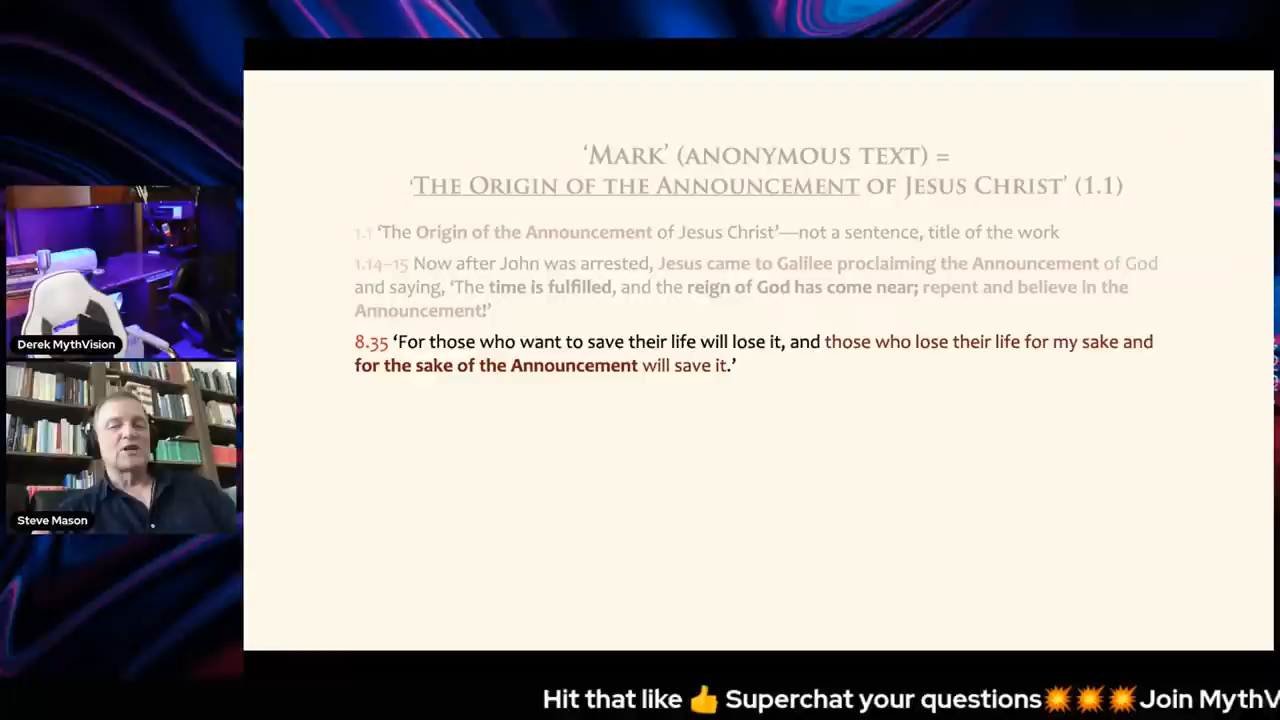 ‘MARK’ (ANONYMOUS TEXT) =
‘THE ORIGIN OF THE ANNOUNCEMENT OF JESUS CHRIST’ (1.1)
1.1 ‘The Origin of the Announcement of Jesus Christ’—not a sentence, title of the work
1.14–15 Now after John was arrested, Jesus came to Galilee proclaiming the Announcement of God
and saying, ‘The time is fulfilled, and the reign of God has come near; repent and believe in the
Announcement!’
8.35 ‘For those who want to save their life will lose it, and those who lose their life for my sake and
for the sake of the Announcement will save it.’
Derek MythVision
Steve Mason
Hit that like 👍 Superchat your questions💥💥💥Join MythV